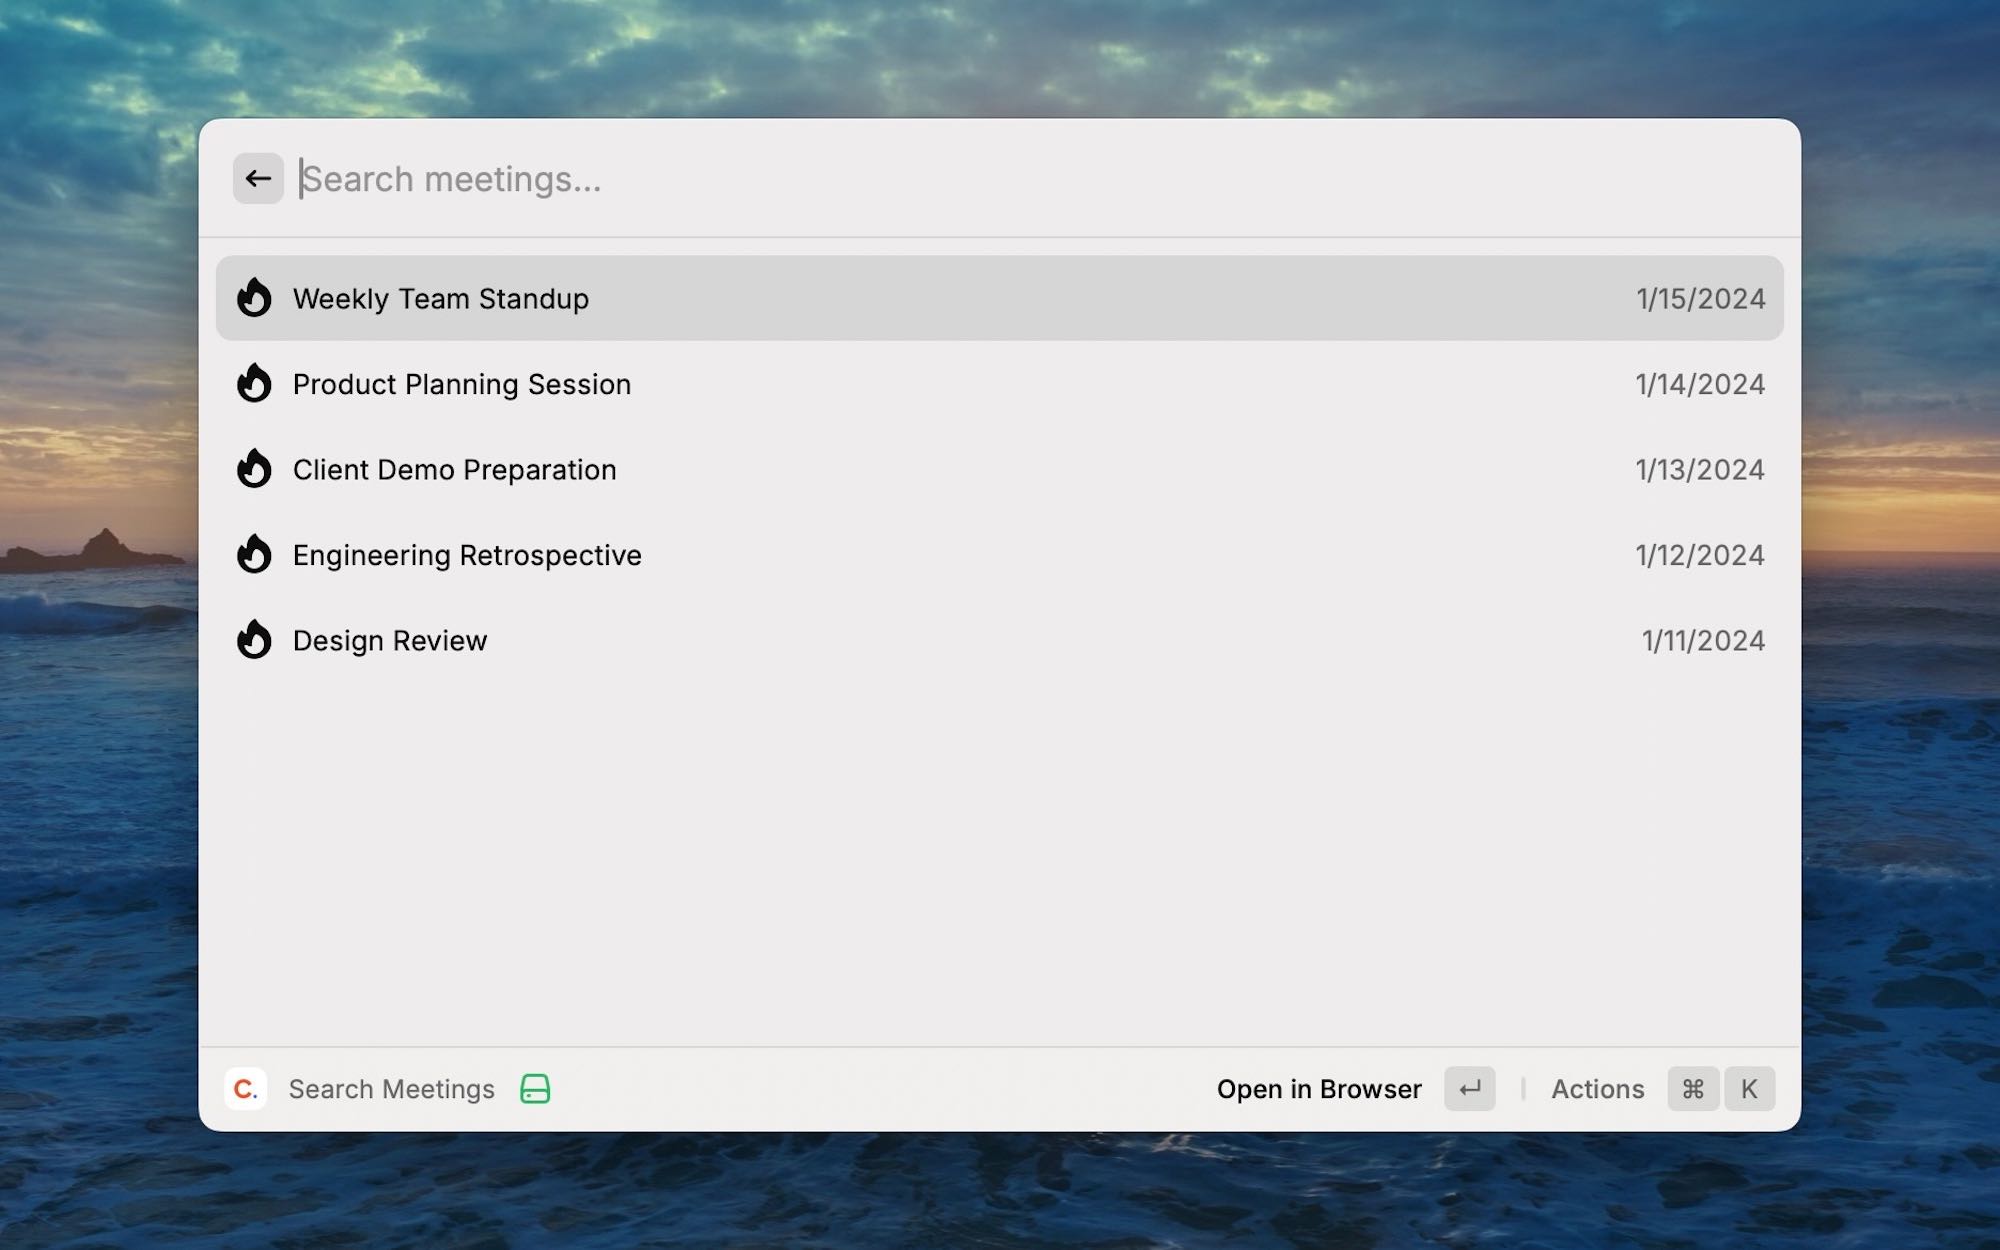 Search meetings...
Weekly Team Standup 1/15/2024
Product Planning Session 1/14/2024
Client Demo Preparation 1/13/2024
Engineering Retrospective 1/12/2024
Design Review 1/11/2024
C. Search Meetings Open in Browser ↵ Actions ⌘ K